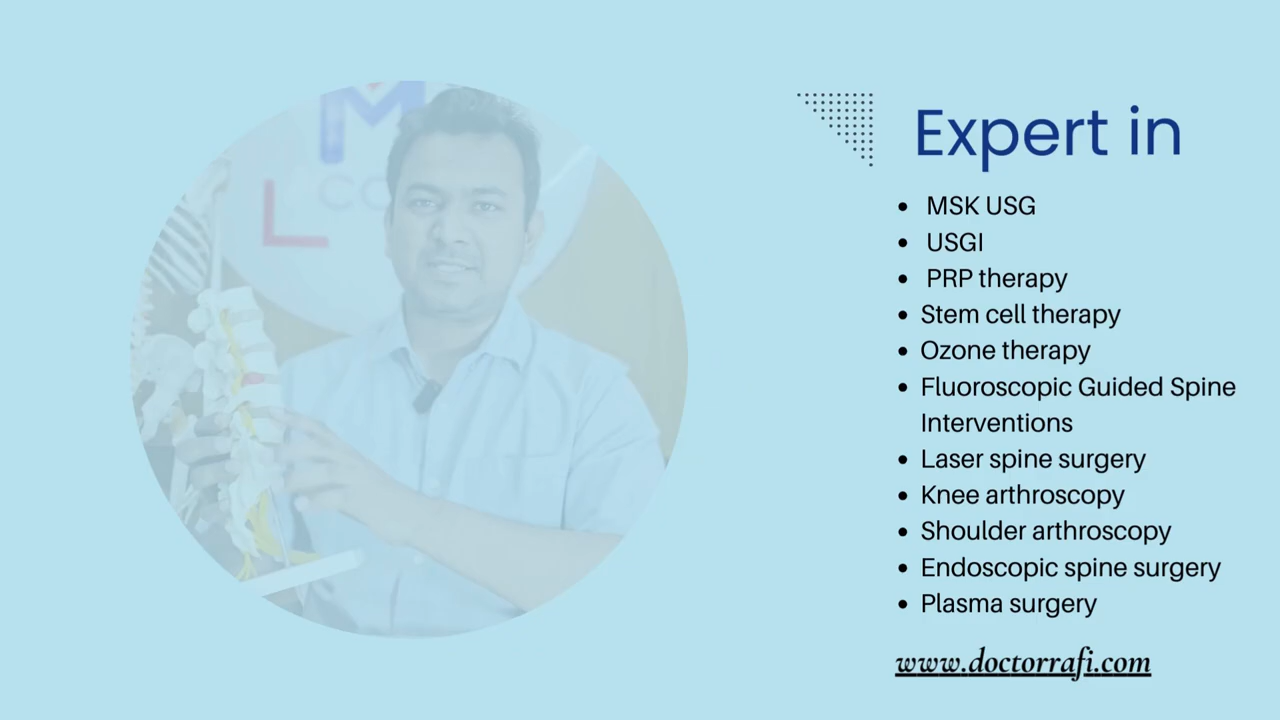 M
L
CO
Expert in
MSK USG
USGI
PRP therapy
Stem cell therapy
Ozone therapy
Fluoroscopic Guided Spine
Interventions
Laser spine surgery
Knee arthroscopy
Shoulder arthroscopy
Endoscopic spine surgery
Plasma surgery
www.doctorrafi.com